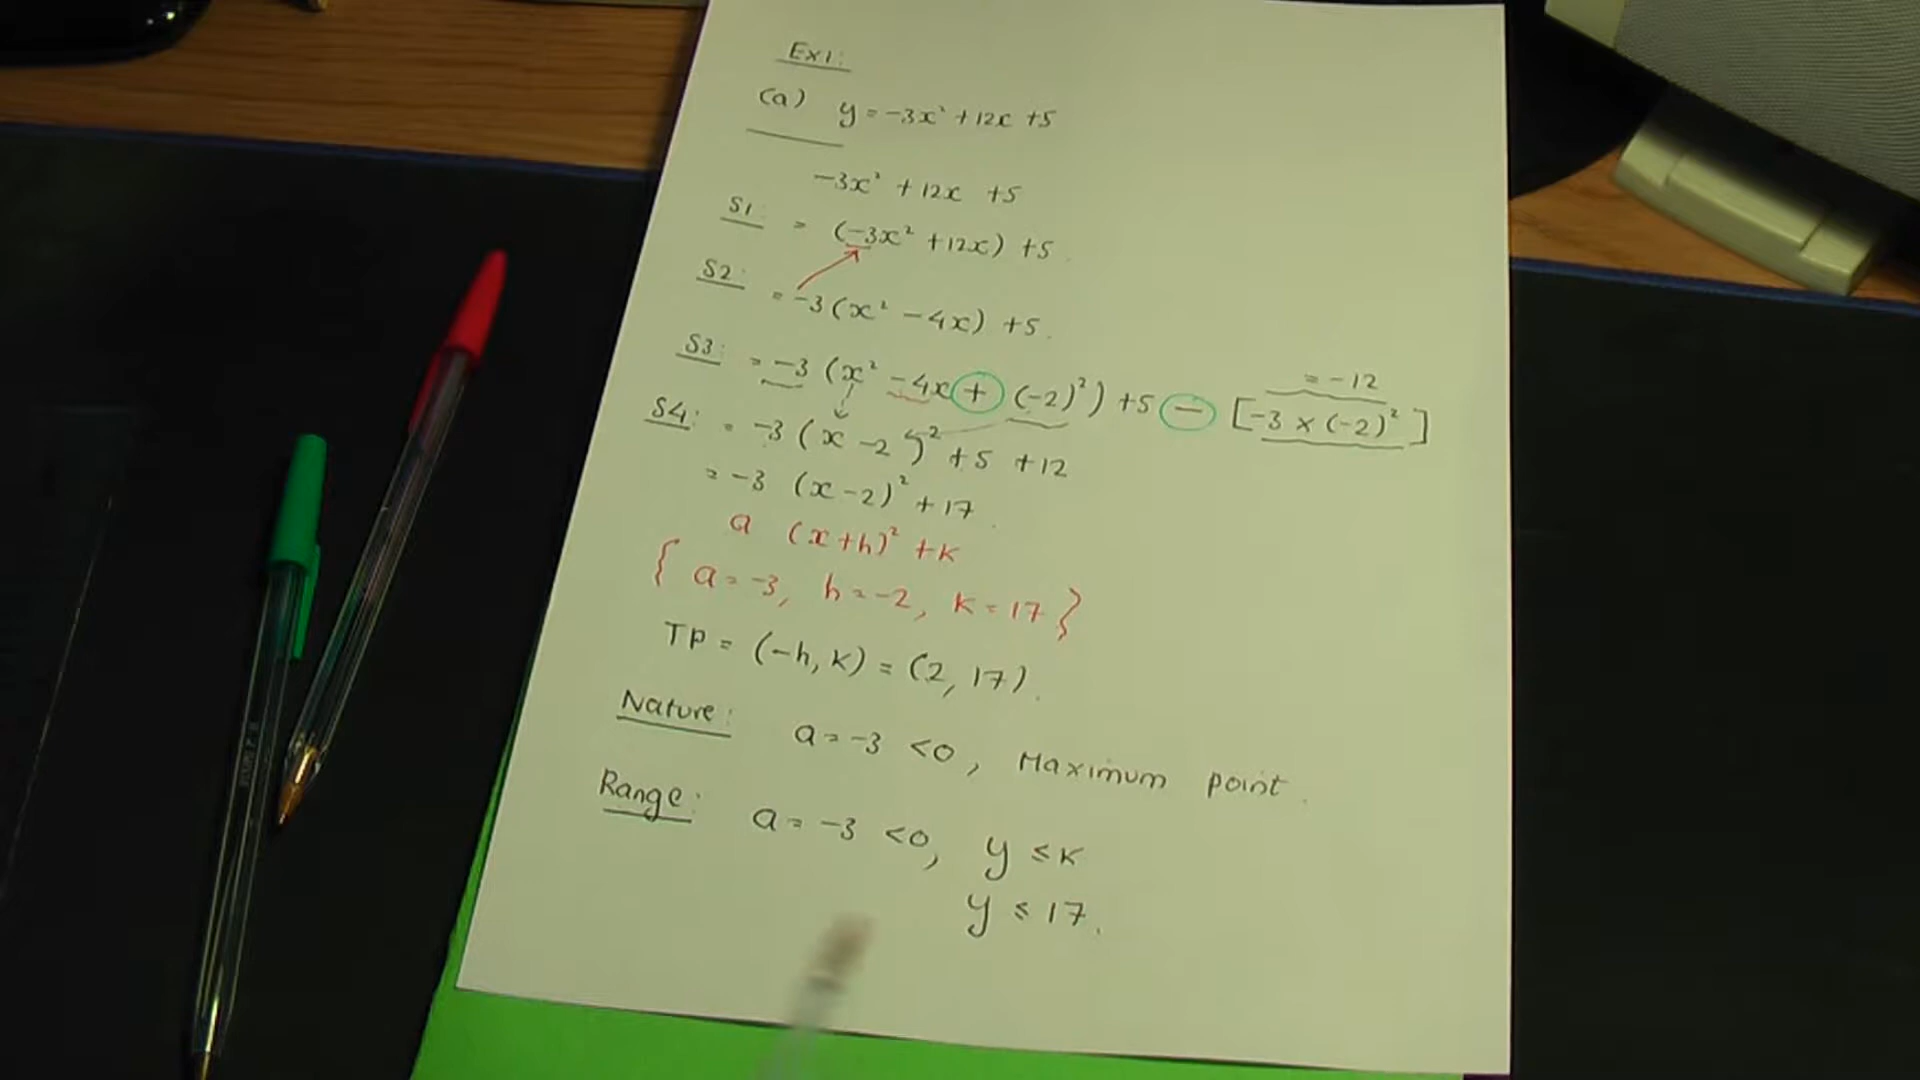 Ex1:
(a) y = -3x² + 12x + 5
-3x² + 12x + 5
S1: = (-3x² + 12x) + 5.
S2: = -3(x² - 4x) + 5.
S3: = -3 (x² - 4x + (-2)²) + 5 - [-3 × (-2)²] = -12
S4: = -3 (x - 2)² + 5 + 12
= -3 (x - 2)² + 17.
a (x+h)² + k
{ a = -3, h = -2, k = 17 }
TP = (-h, k) = (2, 17).
Nature: a = -3 < 0, Maximum point.
Range: a = -3 < 0, y ≤ k
y ≤ 17.